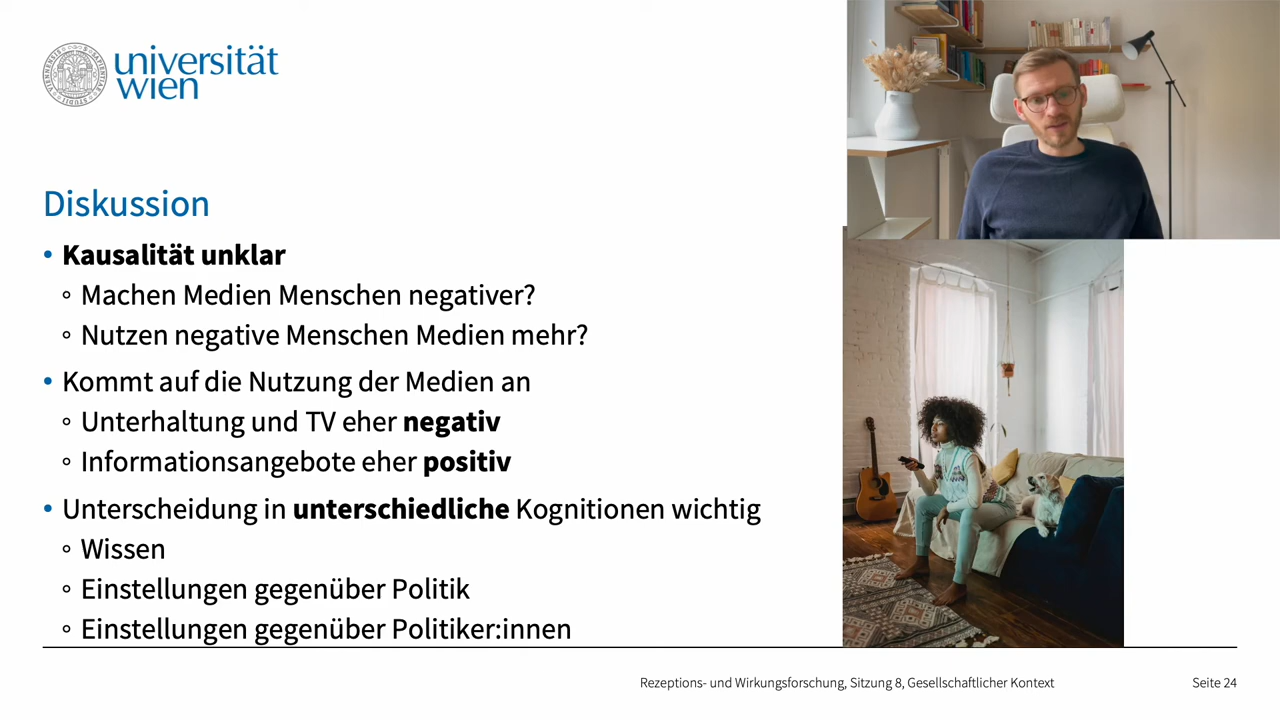 universität
wien
Diskussion
• Kausalität unklar
◦ Machen Medien Menschen negativer?
◦ Nutzen negative Menschen Medien mehr?
• Kommt auf die Nutzung der Medien an
◦ Unterhaltung und TV eher negativ
◦ Informationsangebote eher positiv
• Unterscheidung in unterschiedliche Kognitionen wichtig
◦ Wissen
◦ Einstellungen gegenüber Politik
◦ Einstellungen gegenüber Politiker:innen
Rezeptions- und Wirkungsforschung, Sitzung 8, Gesellschaftlicher Kontext
Seite 24